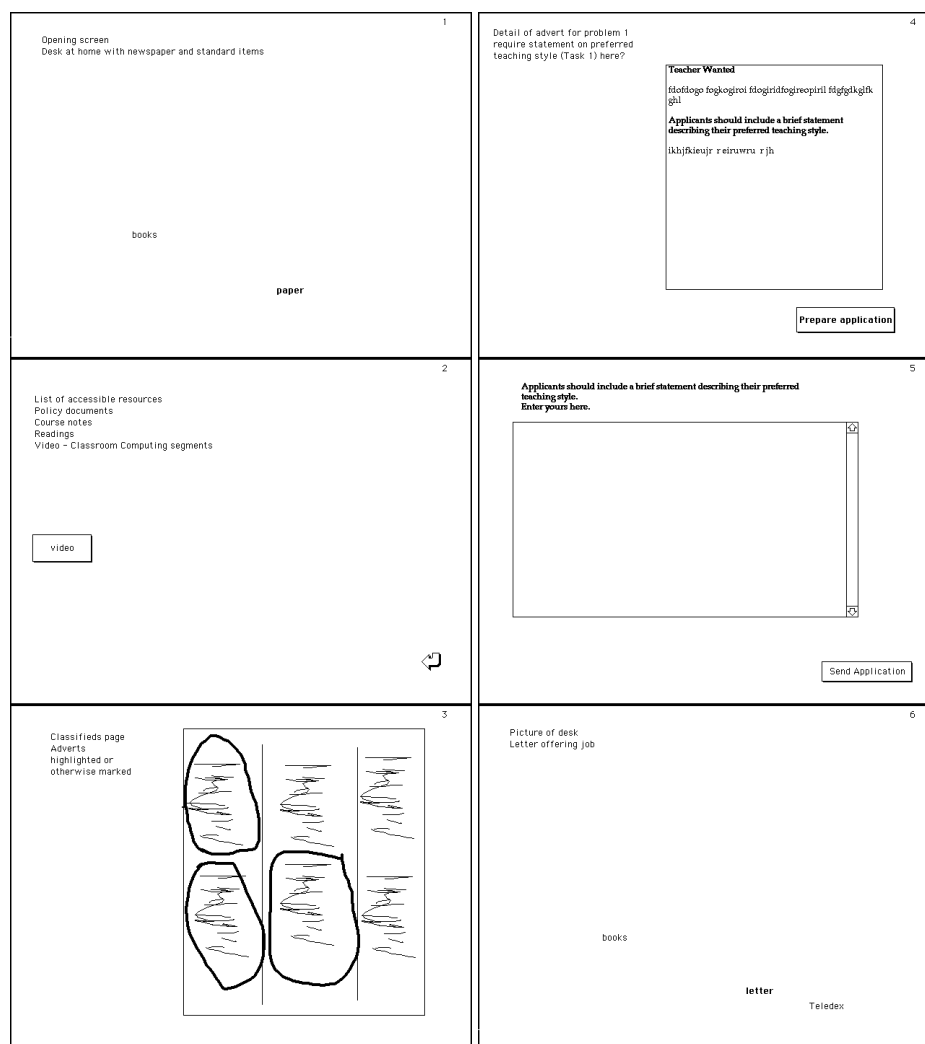 1
Opening screen
Desk at home with newspaper and standard items
books
paper
2
List of accessible resources
Policy documents
Course notes
Readings
Video - Classroom Computing segments
video
3
Classifieds page
Adverts
highlighted or
otherwise marked
4
Detail of advert for problem 1
require statement on preferred
teaching style (Task 1) here?
Teacher Wanted
fdofdogo fogkogiroi fdogiridfogireopiril fdgfgdkglfk
ghl
Applicants should include a brief statement
describing their preferred teaching style.
ikhjfkieujr r eiruwru r jh
Prepare application
5
Applicants should include a brief statement describing their preferred
teaching style.
Enter yours here.
Send Application
6
Picture of desk
Letter offering job
books
letter
Teledex